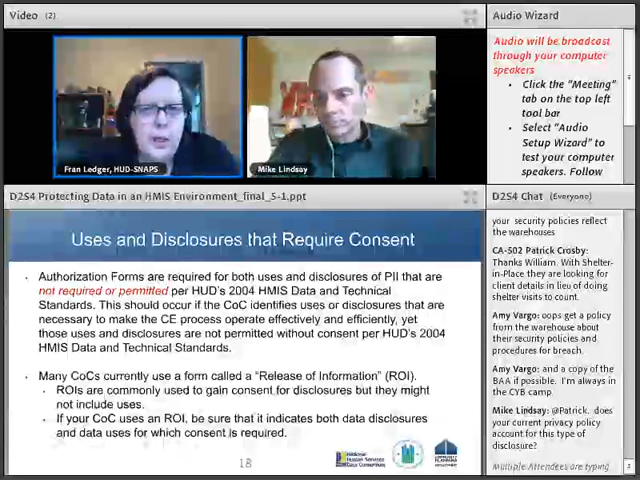 Video (2)
Fran Ledger, HUD-SNAPS
Mike Lindsay
Audio Wizard
Audio will be broadcast
through your computer
speakers
• Click the "Meeting"
tab on the top left
tool bar
• Select "Audio
Setup Wizard" to
test your computer
speakers. Follow
D2S4 Protecting Data in an HMIS Environment_final_5-1.ppt
Uses and Disclosures that Require Consent
• Authorization Forms are required for both uses and disclosures of PII that are
not required or permitted per HUD's 2004 HMIS Data and Technical
Standards. This should occur if the CoC identifies uses or disclosures that are
necessary to make the CE process operate effectively and efficiently, yet
those uses and disclosures are not permitted without consent per HUD's 2004
HMIS Data and Technical Standards.
• Many CoCs currently use a form called a "Release of Information" (ROI).
• ROIs are commonly used to gain consent for disclosures but they might
not include uses.
• If your CoC uses an ROI, be sure that it indicates both data disclosures
and data uses for which consent is required.
18
National
Human Services
Data Consortium
D2S4 Chat (Everyone)
your security policies reflect
the warehouses
CA-502 Patrick Crosby:
Thanks William. With Shelter-
in-Place they are looking for
client details in lieu of doing
shelter visits to count.
Amy Vargo: oops get a policy
from the warehouse about
their security policies and
procedures for breach.
Amy Vargo: and a copy of the
BAA if possible. I'm always in
the CYB camp.
Mike Lindsay: @Patrick. does
your current privacy policy
account for this type of
disclosure?
Multiple Attendees are typing